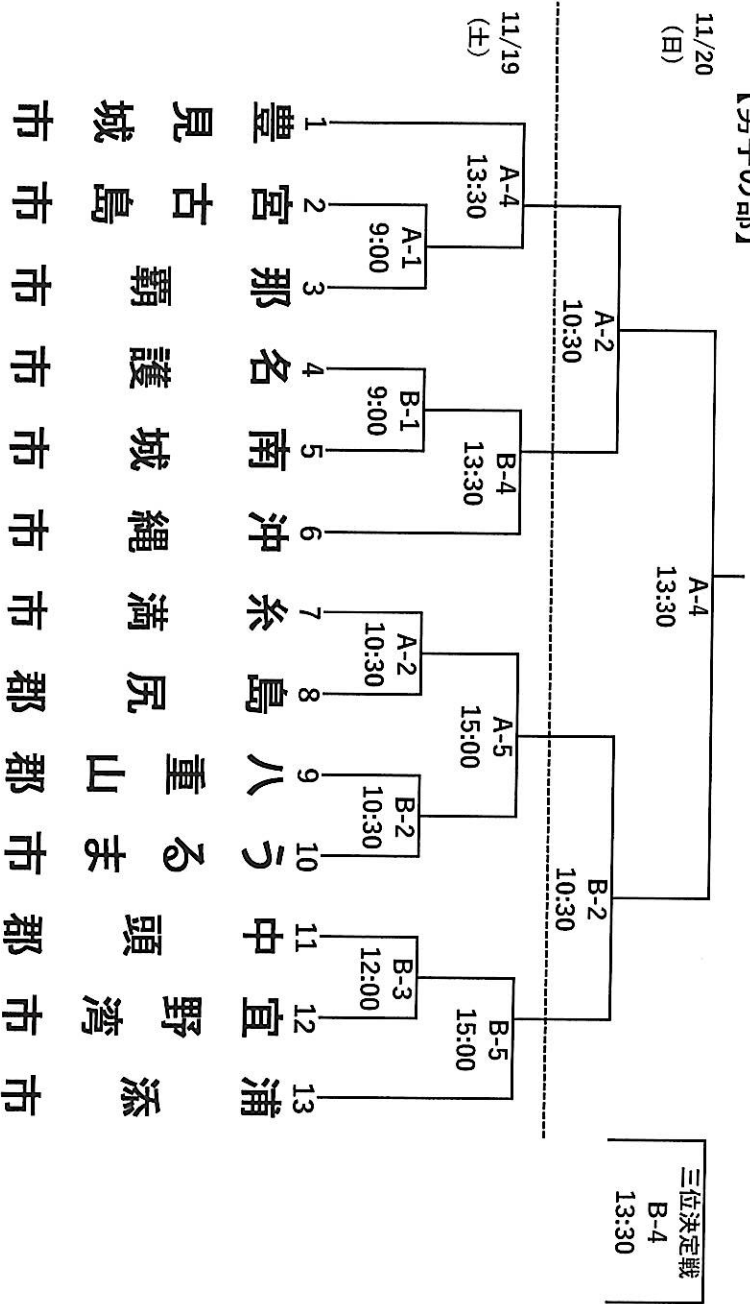 【男子の部】
A-4
13:30
三位決定戦
B-4
13:30
11/20
(日)
A-2
10:30
B-2
10:30
11/19
(土)
A-4
13:30
B-4
13:30
A-5
15:00
B-5
15:00
A-1
9:00
B-1
9:00
A-2
10:30
B-2
10:30
B-3
12:00
1 豊見城市
2 宮古島市
3 那覇市
4 名護市
5 南城市
6 沖縄市
7 糸満市
8 島尻郡
9 八重山郡
10 うるま市
11 中頭郡
12 宜野湾市
13 浦添市